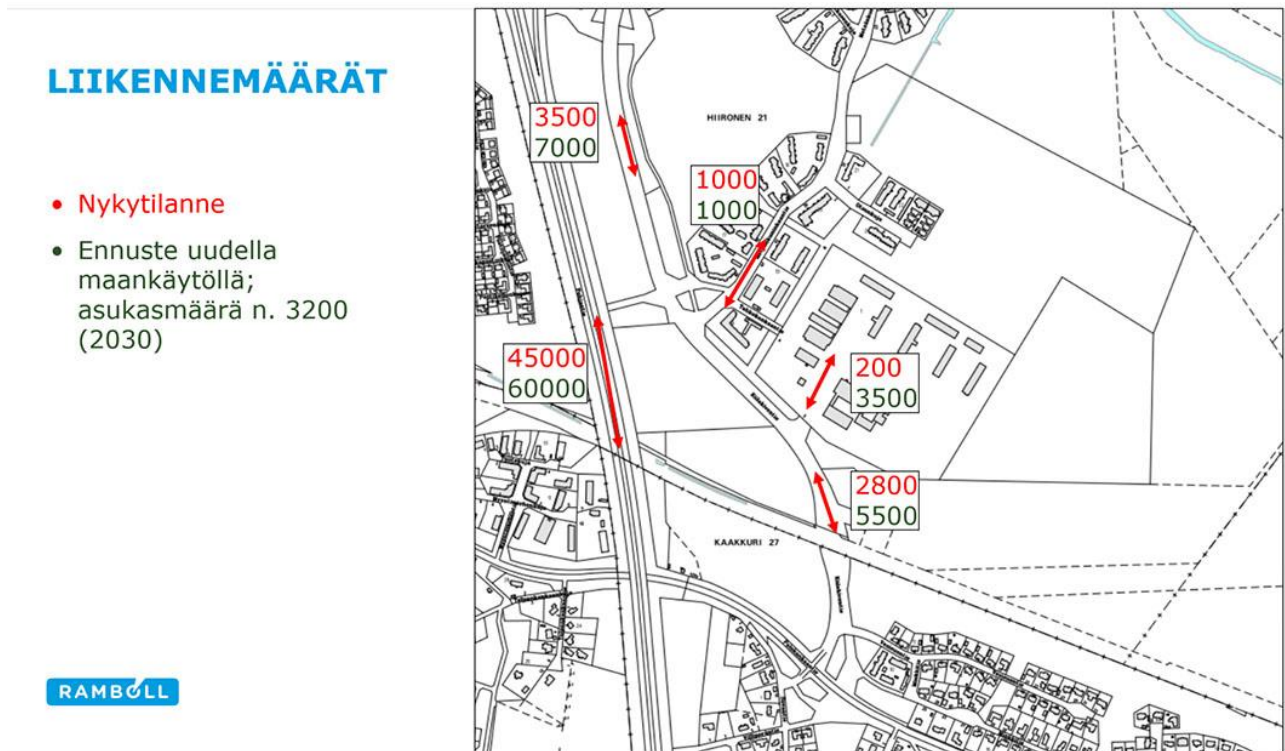 LIIKENNEMÄÄRÄT
• Nykytilanne
• Ennuste uudella
maankäytöllä;
asukasmäärä n. 3200
(2030)
3500
7000
HIIRONEN 21
1000
1000
45000
60000
200
3500
2800
5500
KAAKKURI 27
RAMBOLL